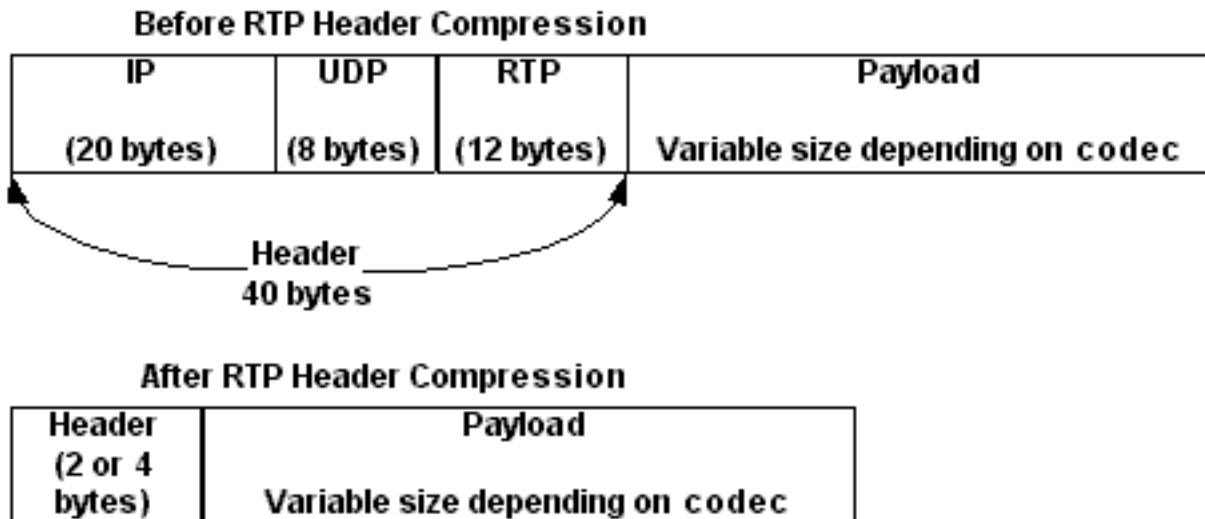 Before RTP Header Compression
IP UDP RTP Payload
(20 bytes) (8 bytes) (12 bytes) Variable size depending on codec
Header
40 bytes
After RTP Header Compression
Header Payload
(2 or 4
bytes) Variable size depending on codec